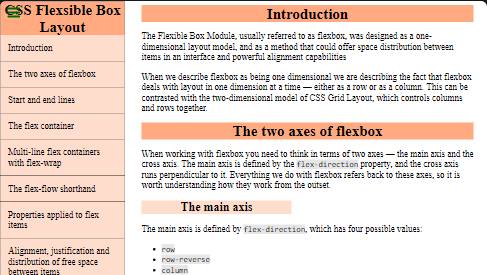 CSS Flexsible Box
Layout
Introduction
The two axes of flexbox
Start and end lines
The flex container
Multi-line flex containers
with flex-wrap
The flex-flow shorthand
Properties applied to flex
items
Alignment, justification and
distribution of free space
between items
Introduction
The Flexible Box Module, usually referred to as flexbox, was designed as a one-
dimensional layout model, and as a method that could offer space distribution between
items in an interface and powerful alignment capabilities
When we describe flexbox as being one dimensional we are describing the fact that flexbox
deals with layout in one dimension at a time — either as a row or as a column. This can be
contrasted with the two-dimensional model of CSS Grid Layout, which controls columns
and rows together.
The two axes of flexbox
When working with flexbox you need to think in terms of two axes — the main axis and the
cross axis. The main axis is defined by the flex-direction property, and the cross axis
runs perpendicular to it. Everything we do with flexbox refers back to these axes, so it is
worth understanding how they work from the outset.
The main axis
The main axis is defined by flex-direction, which has four possible values:
row
row-reverse
column